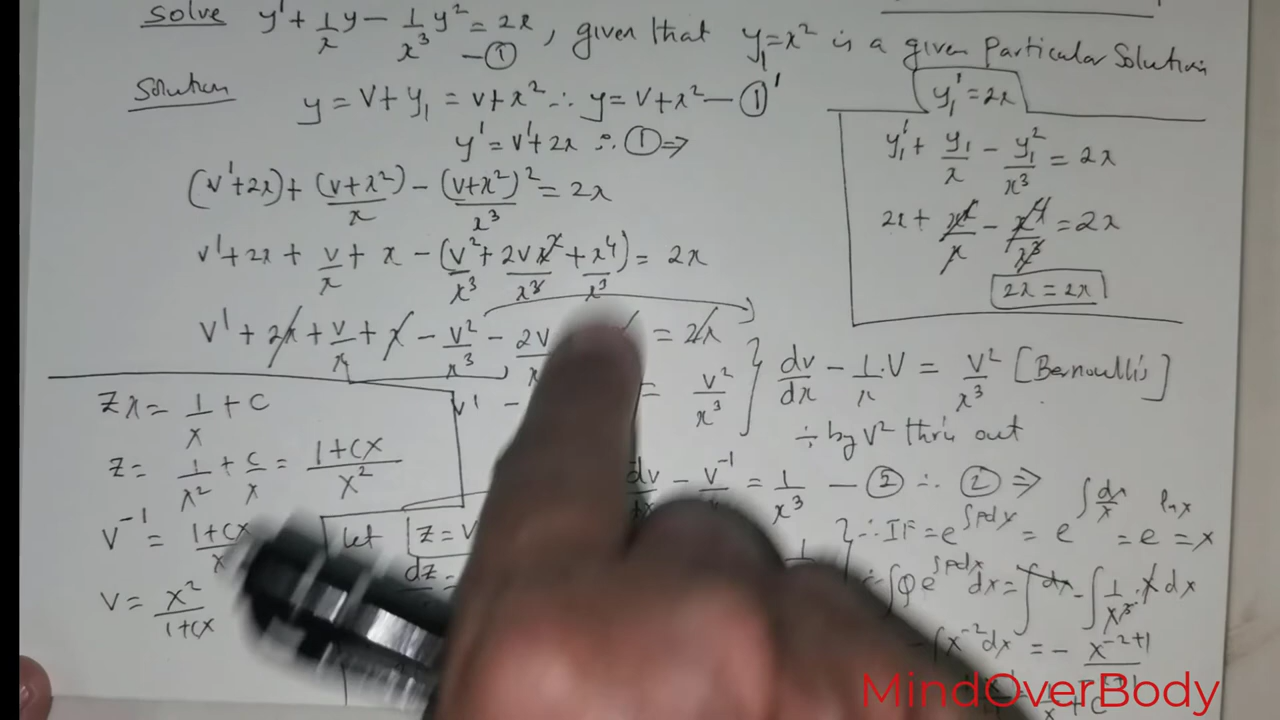 solve y' + 1/x y - 1/x³ y² = 2x, given that y₁ = x² is a given Particular Solution
- ①
Solution y = V + y₁ = v + x² ∴ y = v + x² - ①'
y₁' = 2x
y' = v' + 2x ∴ ① ⇒
(v' + 2x) + (v + x²)/x - (v + x²)²/x³ = 2x
v' + 2x + v/x + x - (v²/x³ + 2vx²/x³ + x⁴/x³) = 2x
v' + 2x + v/x + x - v²/x³ - 2v/x = 2x
y₁' + y₁/x - y₁²/x³ = 2x
2x + x²/x - x⁴/x³ = 2x
2x = 2x
v' - = v²/x³
dv/dx - 1/x · V = v²/x³ [Bernoulli's]
÷ by V² thru out
dv/dx - v⁻¹/x = 1/x³ - ② ∴ ② ⇒
Zx = 1/x + C
Z = 1/x² + C/x = (1 + Cx)/x²
V⁻¹ = 1 + Cx
V = x²/(1 + Cx)
let Z = V
dz
∴ IF = e^∫Pdx = e^∫dx/x = e^ln x = x
∫Q e^∫Pdx dx = ∫ dx - ∫ 1/x³ · x dx
- ∫x⁻² dx = - x⁻²⁺¹
+ C
MindOverBody